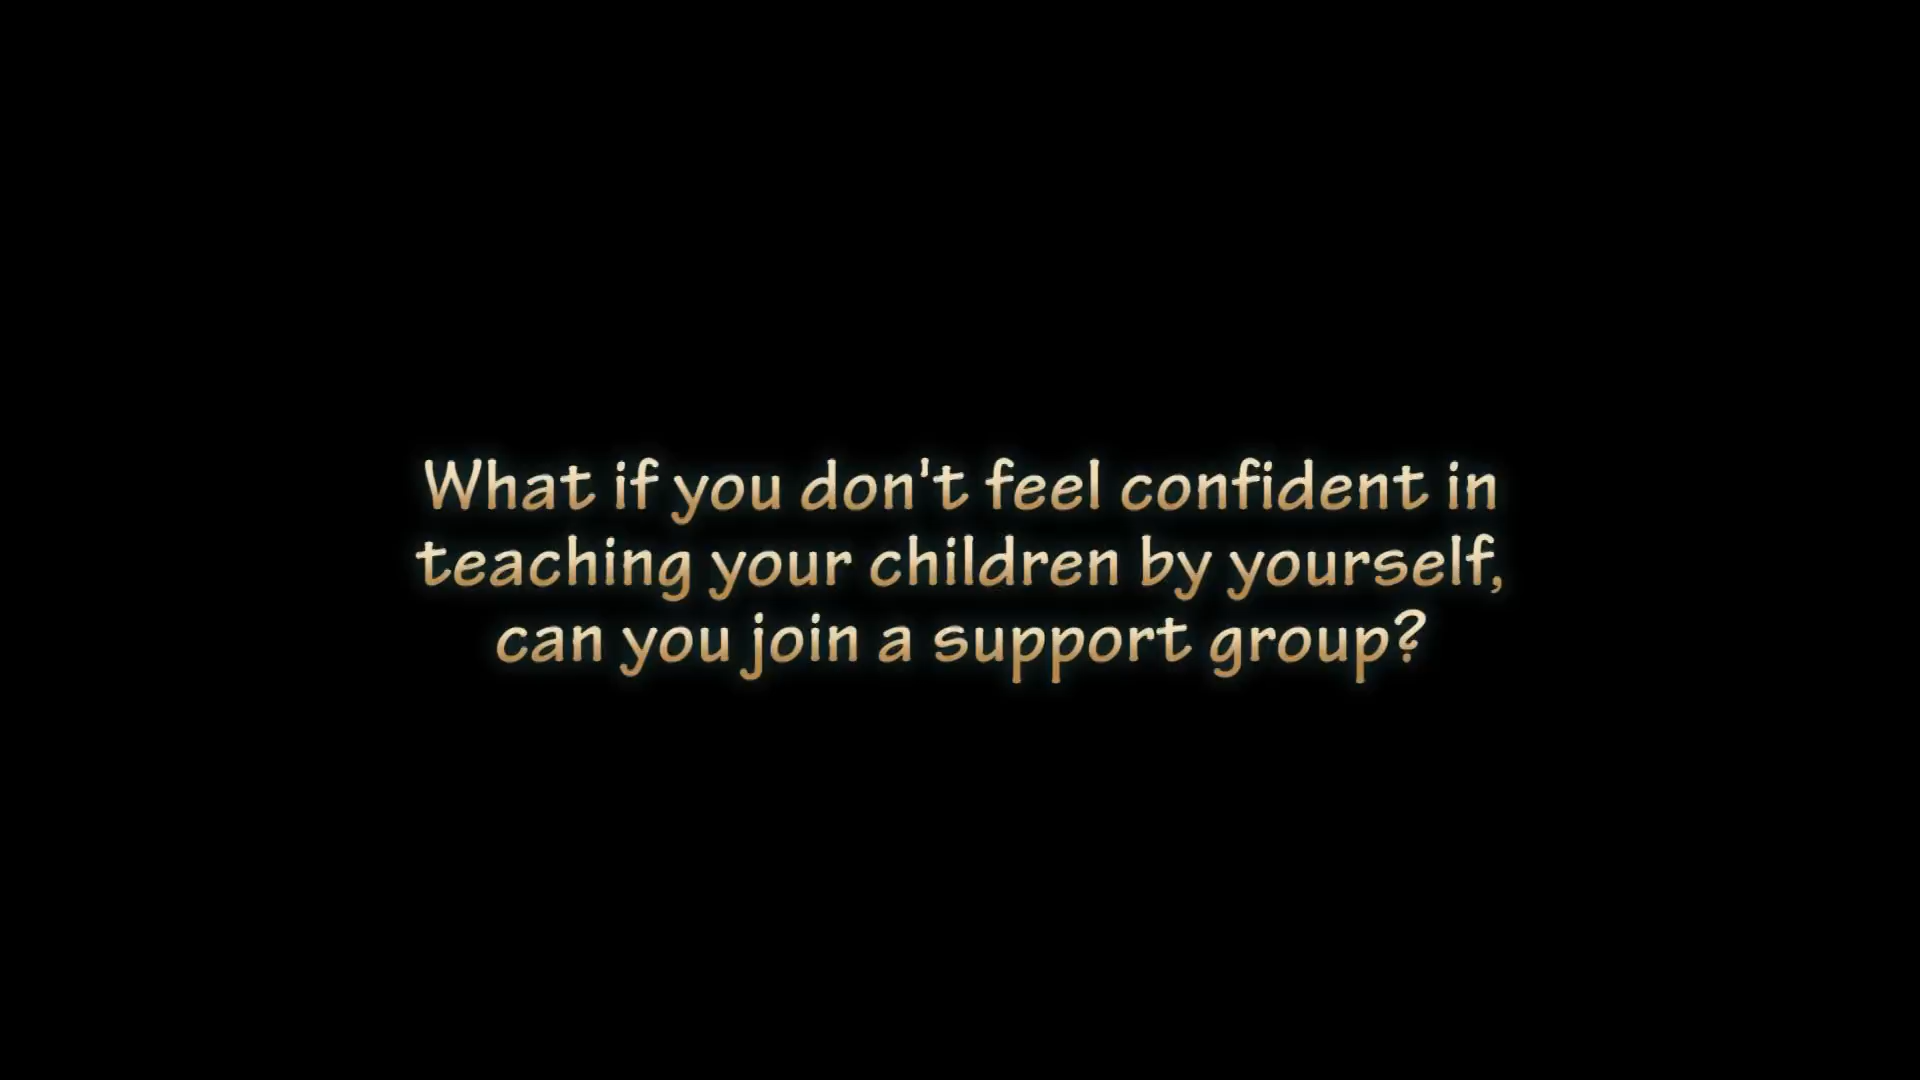 What if you don't feel confident in
teaching your children by yourself,
can you join a support group?